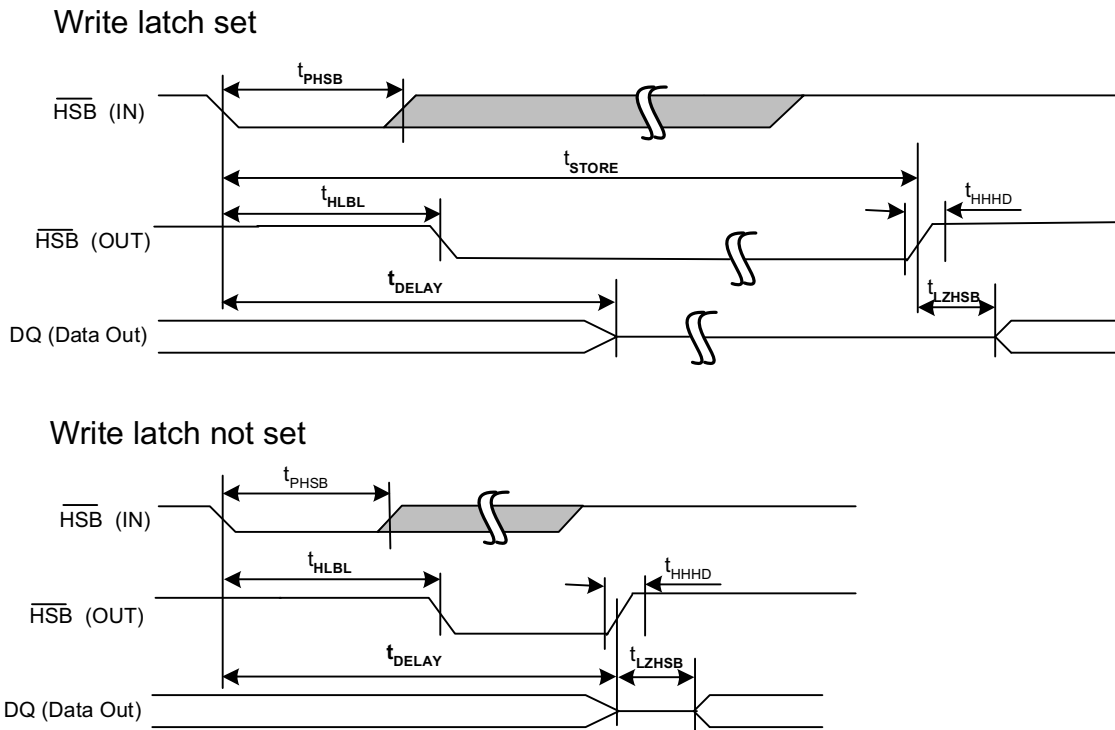 Write latch set
tPHSB
HSB (IN)
tSTORE
tHLBL
tHHHD
HSB (OUT)
tDELAY
tLZHSB
DQ (Data Out)
Write latch not set
tPHSB
HSB (IN)
tHLBL
tHHHD
HSB (OUT)
tDELAY
tLZHSB
DQ (Data Out)